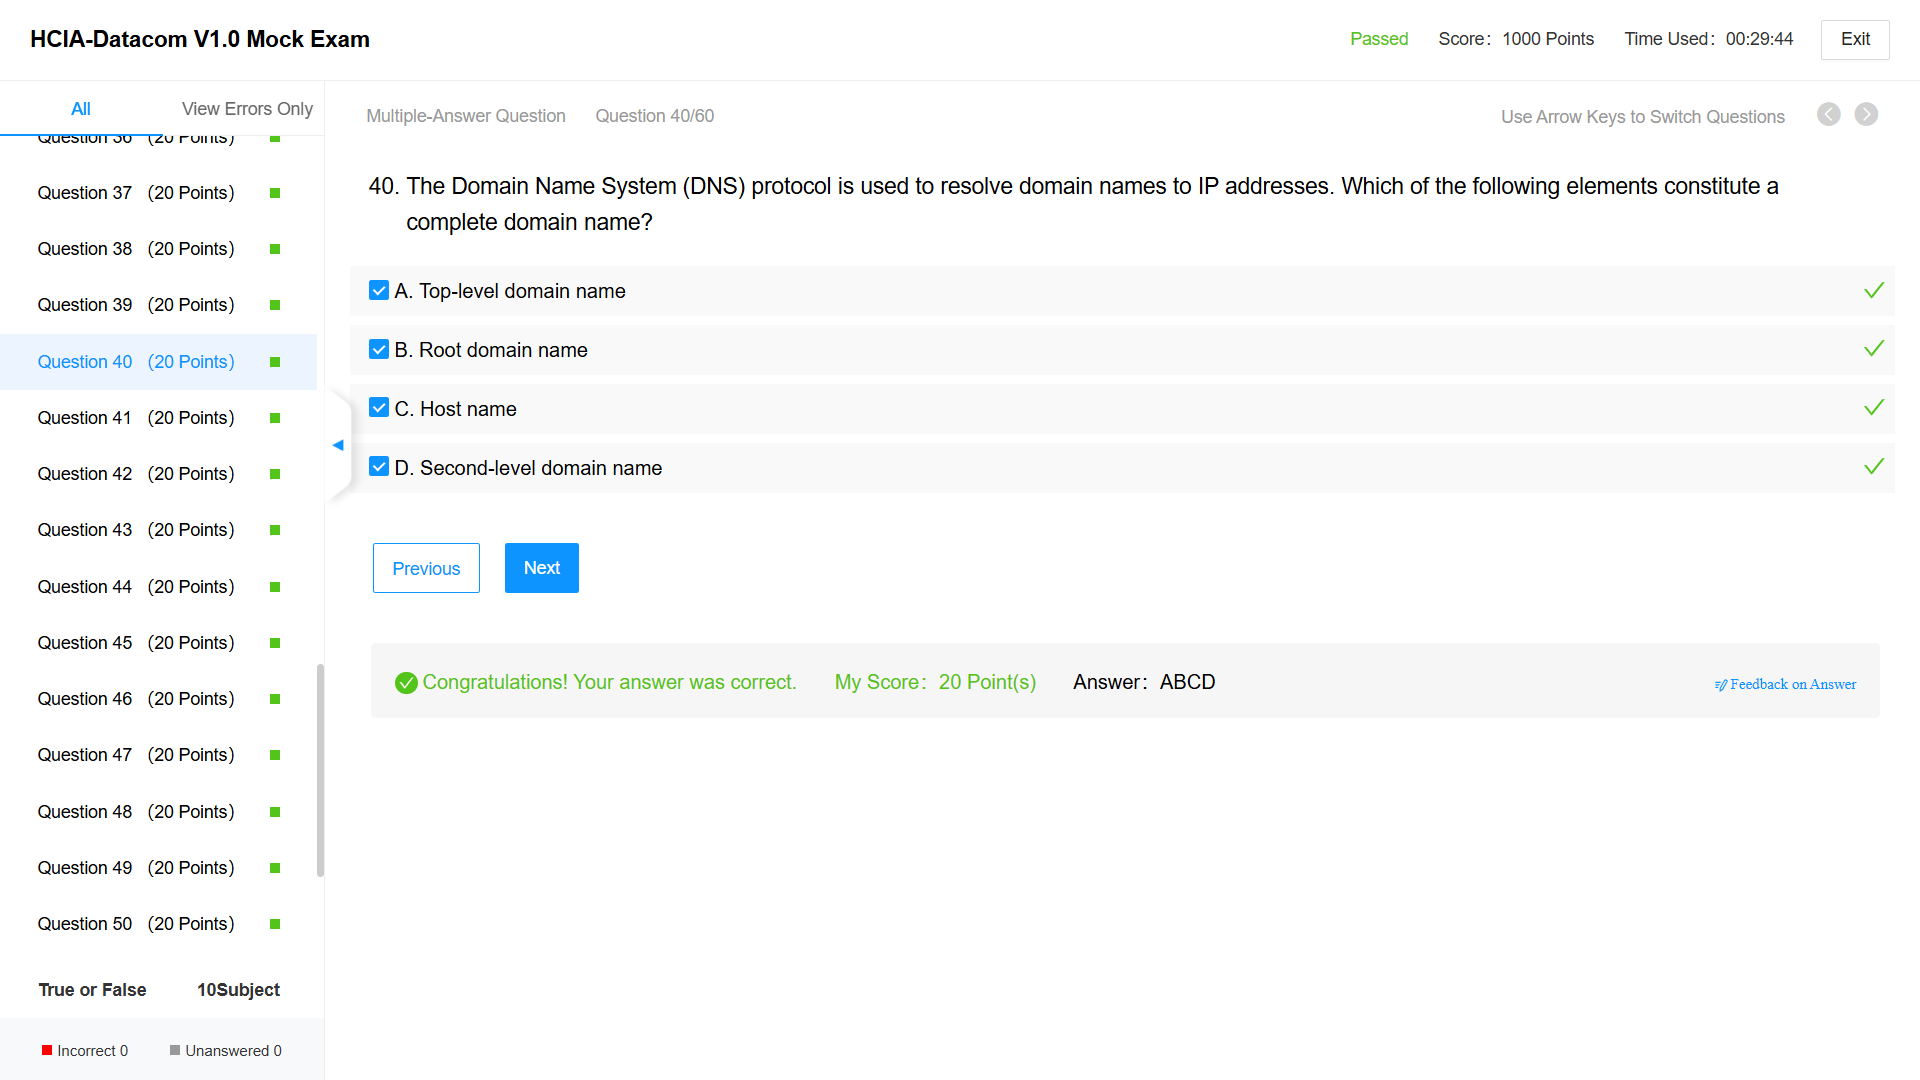 HCIA-Datacom V1.0 Mock Exam
Passed Score: 1000 Points Time Used: 00:29:44 Exit
All View Errors Only
Question 36 (20 Points)
Question 37 (20 Points)
Question 38 (20 Points)
Question 39 (20 Points)
Question 40 (20 Points)
Question 41 (20 Points)
Question 42 (20 Points)
Question 43 (20 Points)
Question 44 (20 Points)
Question 45 (20 Points)
Question 46 (20 Points)
Question 47 (20 Points)
Question 48 (20 Points)
Question 49 (20 Points)
Question 50 (20 Points)
True or False 10Subject
Incorrect 0 Unanswered 0
Multiple-Answer Question Question 40/60 Use Arrow Keys to Switch Questions
40. The Domain Name System (DNS) protocol is used to resolve domain names to IP addresses. Which of the following elements constitute a
complete domain name?
A. Top-level domain name
B. Root domain name
C. Host name
D. Second-level domain name
Previous Next
Congratulations! Your answer was correct. My Score: 20 Point(s) Answer: ABCD Feedback on Answer